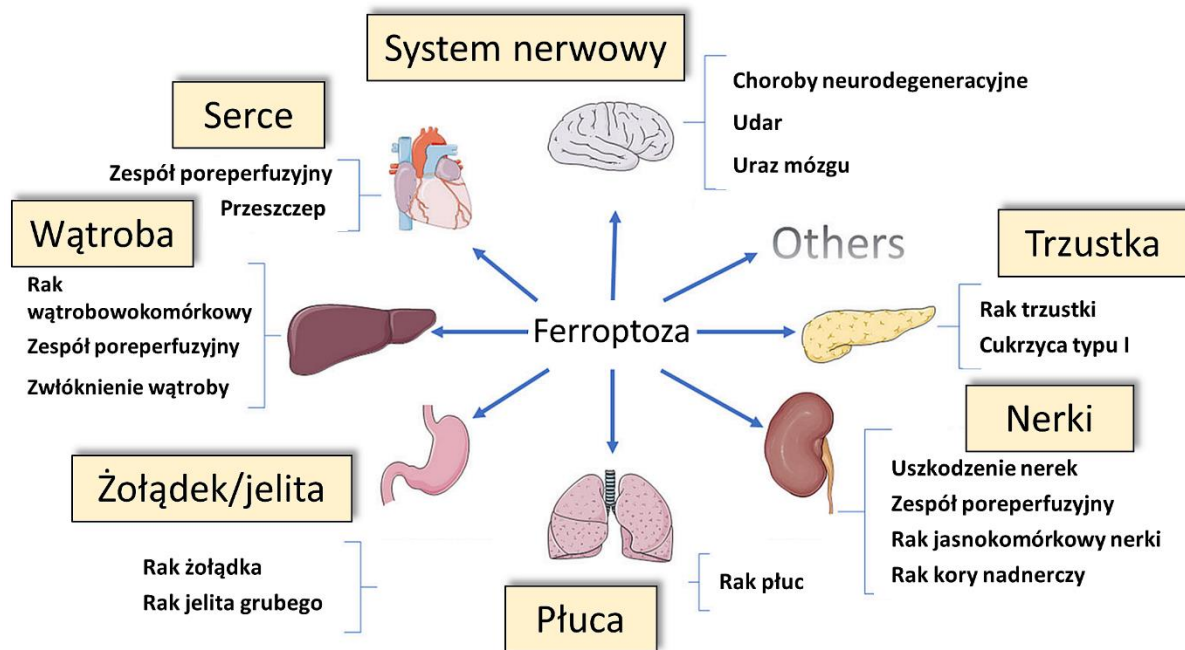 System nerwowy
Choroby neurodegeneracyjne
Udar
Uraz mózgu
Serce
Zespół poreperfuzyjny
Przeszczep
Wątroba
Rak
wątrobowokomórkowy
Zespół poreperfuzyjny
Zwłóknienie wątroby
Others
Trzustka
Rak trzustki
Cukrzyca typu I
Ferroptoza
Nerki
Uszkodzenie nerek
Zespół poreperfuzyjny
Rak jasnokomórkowy nerki
Rak kory nadnerczy
Żołądek/jelita
Rak żołądka
Rak jelita grubego
Rak płuc
Płuca